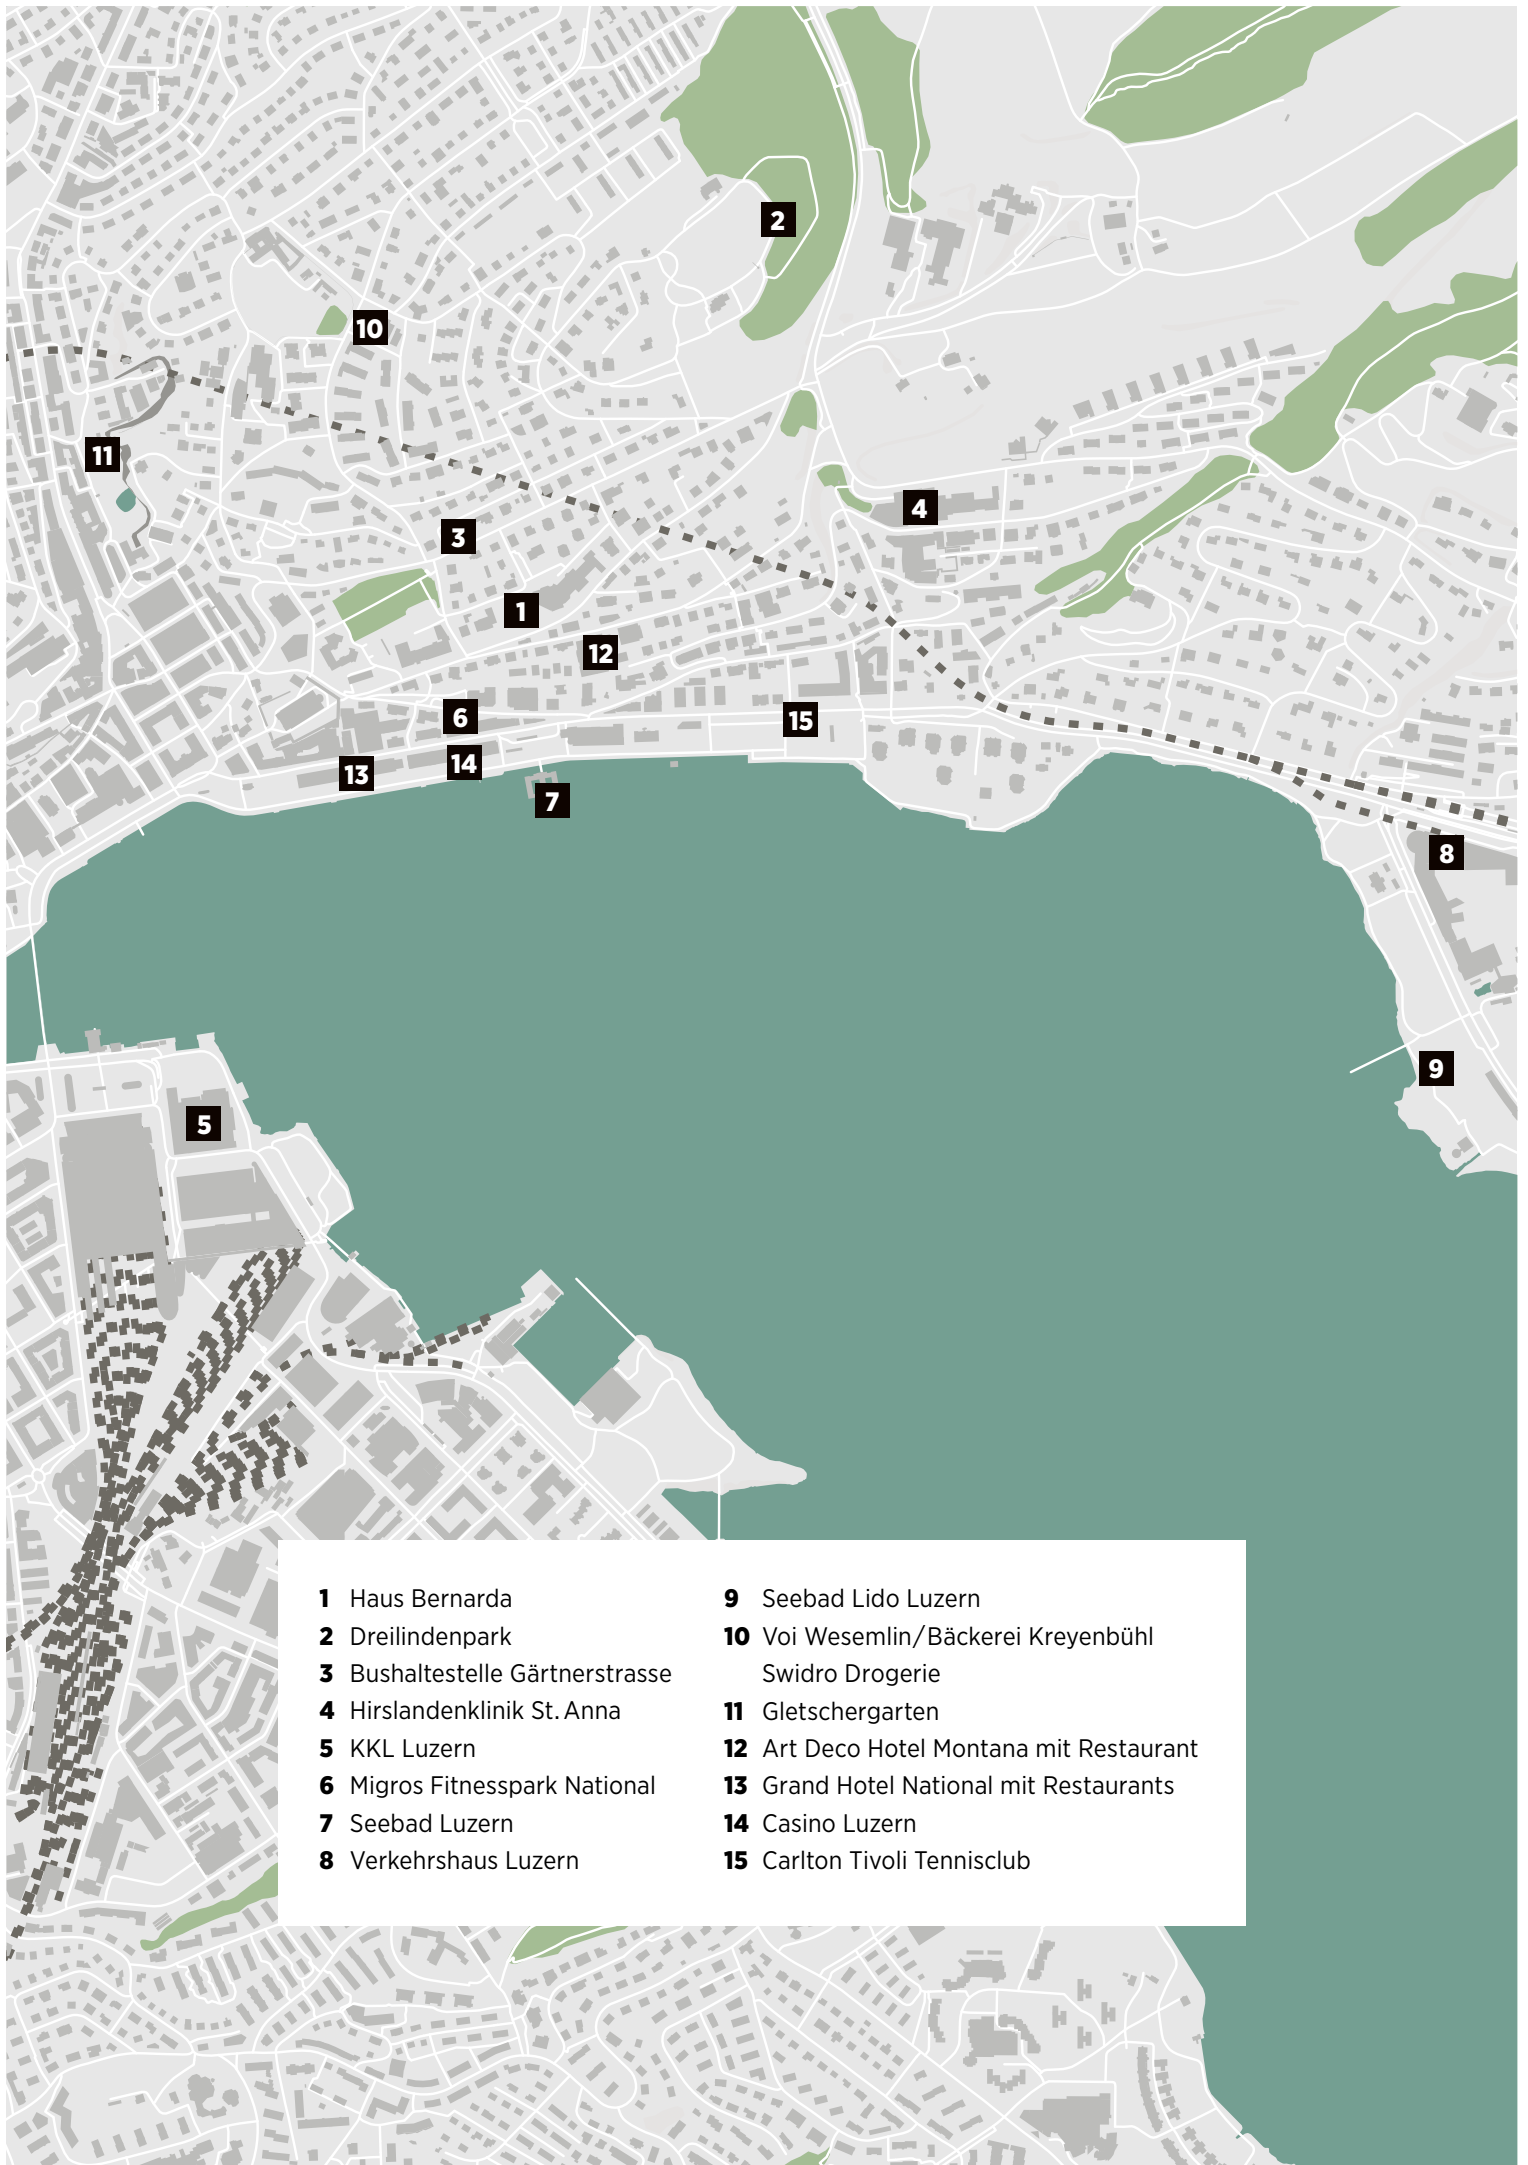 2
10
11
4
3
1
12
6
15
14
13
7
8
9
5
1 Haus Bernarda
2 Dreilindenpark
3 Bushaltestelle Gärtnerstrasse
4 Hirslandenklinik St. Anna
5 KKL Luzern
6 Migros Fitnesspark National
7 Seebad Luzern
8 Verkehrshaus Luzern
9 Seebad Lido Luzern
10 Voi Wesemlin/Bäckerei Kreyenbühl
Swidro Drogerie
11 Gletschergarten
12 Art Deco Hotel Montana mit Restaurant
13 Grand Hotel National mit Restaurants
14 Casino Luzern
15 Carlton Tivoli Tennisclub